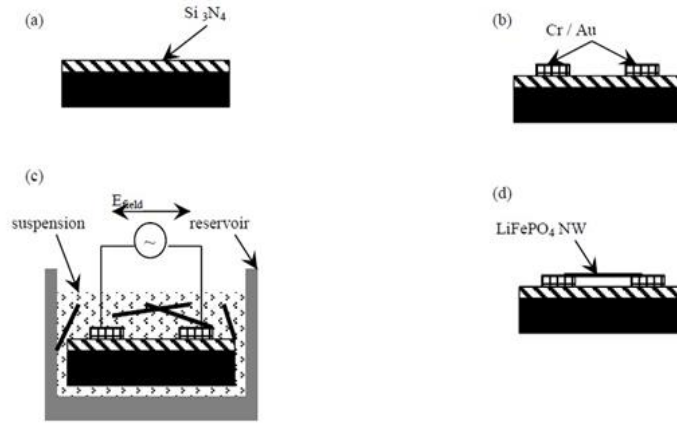 (a)
Si 3N4
(b)
Cr / Au
(c)
Efield
suspension
reservoir
~
(d)
LiFePO4 NW